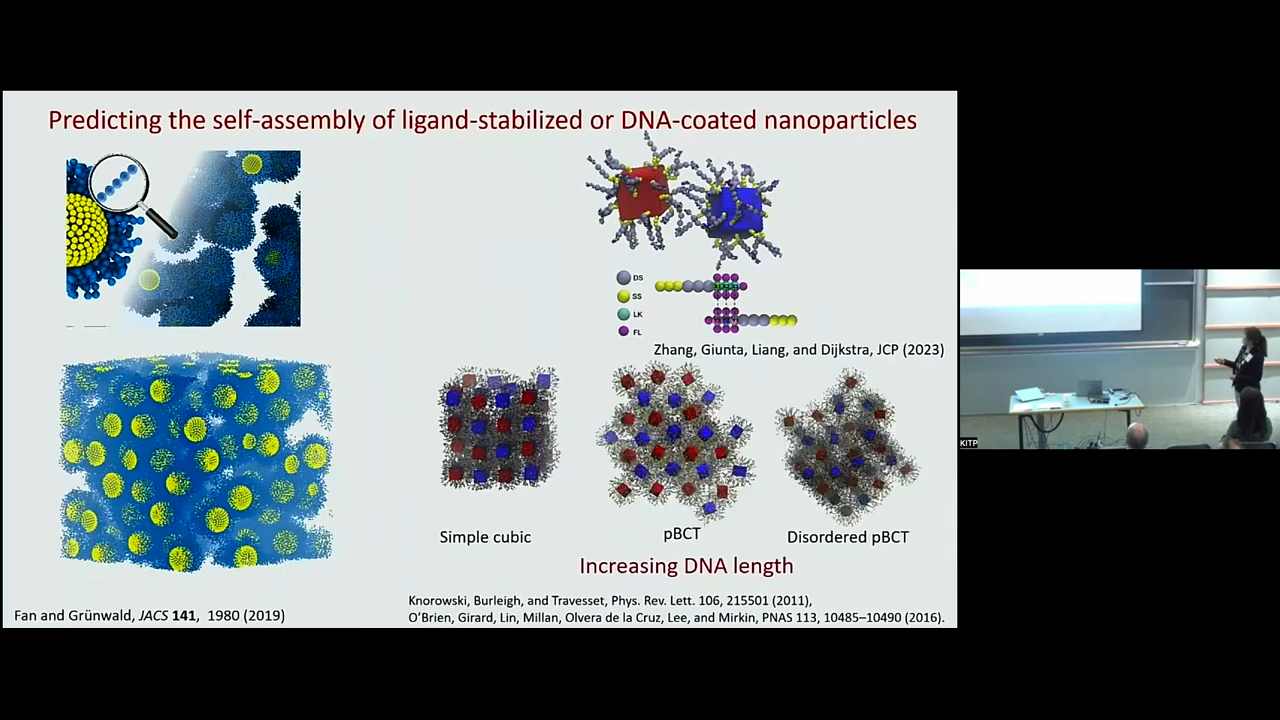 Predicting the self-assembly of ligand-stabilized or DNA-coated nanoparticles
DS
SS
LK
FL
Zhang, Giunta, Liang, and Dijkstra, JCP (2023)
Simple cubic
pBCT
Disordered pBCT
Increasing DNA length
Knorowski, Burleigh, and Travesset, Phys. Rev. Lett. 106, 215501 (2011),
Fan and Grünwald, JACS 141, 1980 (2019)
O'Brien, Girard, Lin, Millan, Olvera de la Cruz, Lee, and Mirkin, PNAS 113, 10485–10490 (2016).
KITP